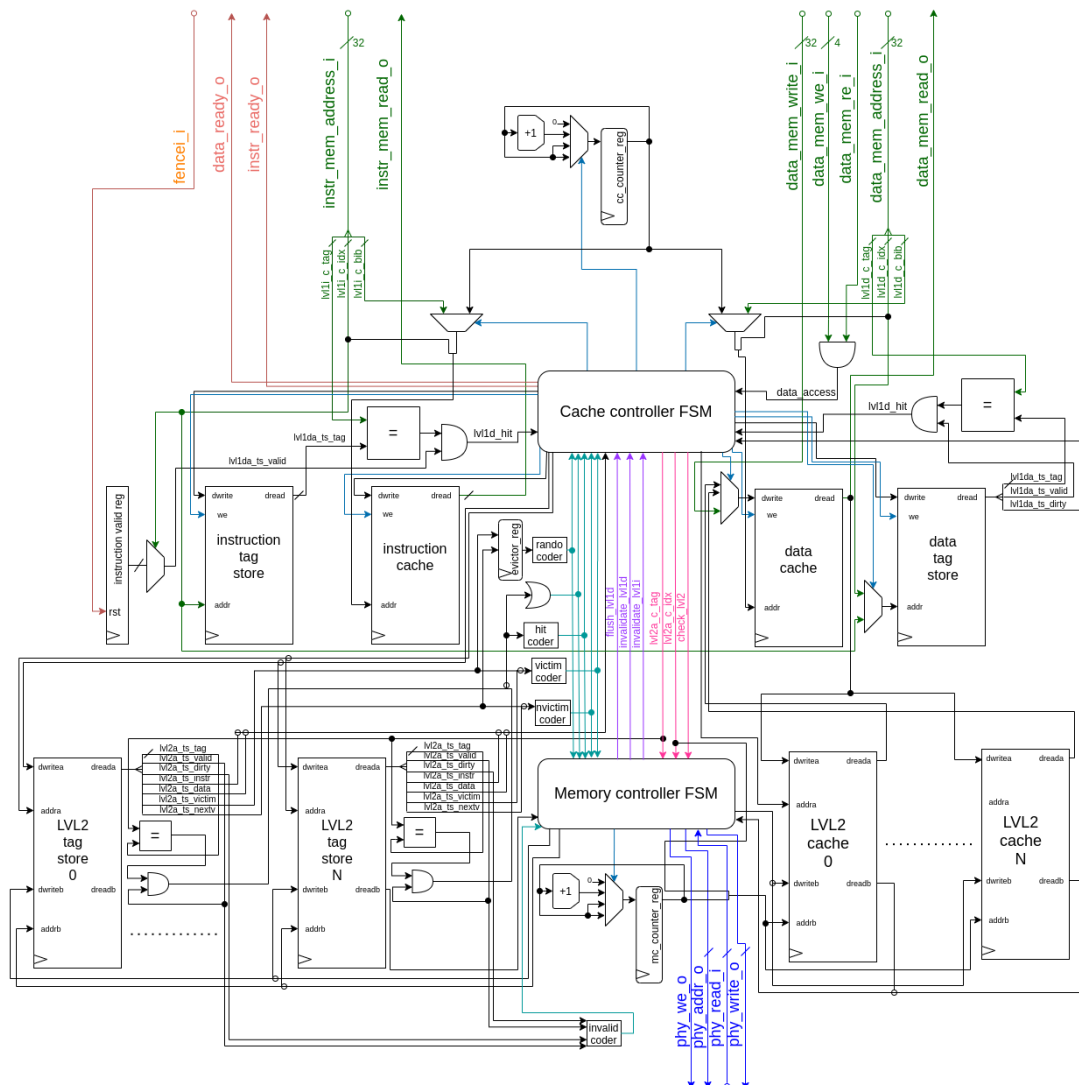 fencei_i
data_ready_o
instr_ready_o
instr_mem_address_i
32
instr_mem_read_o
data_mem_write_i
32
data_mem_we_i
4
data_mem_re_i
data_mem_address_i
32
data_mem_read_o
+1
0
cc_counter_reg
lvl1i_c_tag
lvl1i_c_idx
lvl1i_c_bib
lvl1d_c_tag
lvl1d_c_idx
lvl1d_c_bib
Cache controller FSM
data_access
lvl1d_hit
=
=
lvl1d_hit
lvl1da_ts_tag
lvl1da_ts_valid
lvl1da_ts_tag
lvl1da_ts_valid
lvl1da_ts_dirty
instruction valid reg
rst
dwrite
dread
we
instruction
tag
store
addr
dwrite
dread
we
instruction
cache
addr
dwrite
dread
we
data
cache
addr
dwrite
dread
we
data
tag
store
addr
evictor_reg
rando
coder
hit
coder
victim
coder
nvictim
coder
flush_lvl1d
invalidate_lvl1d
invalidate_lvl1i
lvl2a_c_tag
lvl2a_c_idx
check_lvl2
dwritea
dreada
addra
LVL2
tag
store
0
dwriteb
dreadb
addrb
lvl2a_ts_tag
lvl2a_ts_valid
lvl2a_ts_dirty
lvl2a_ts_instr
lvl2a_ts_data
lvl2a_ts_victim
lvl2a_ts_nextv
=
dwritea
dreada
addra
LVL2
tag
store
N
dwriteb
dreadb
addrb
lvl2a_ts_tag
lvl2a_ts_valid
lvl2a_ts_dirty
lvl2a_ts_instr
lvl2a_ts_data
lvl2a_ts_victim
lvl2a_ts_nextv
=
Memory controller FSM
+1
0
mc_counter_reg
dwritea
dreada
addra
LVL2
cache
0
dwriteb
dreadb
addrb
dwritea
dreada
addra
LVL2
cache
N
dwriteb
dreadb
addrb
invalid
coder
phy_we_o
phy_addr_o
phy_read_i
phy_write_o